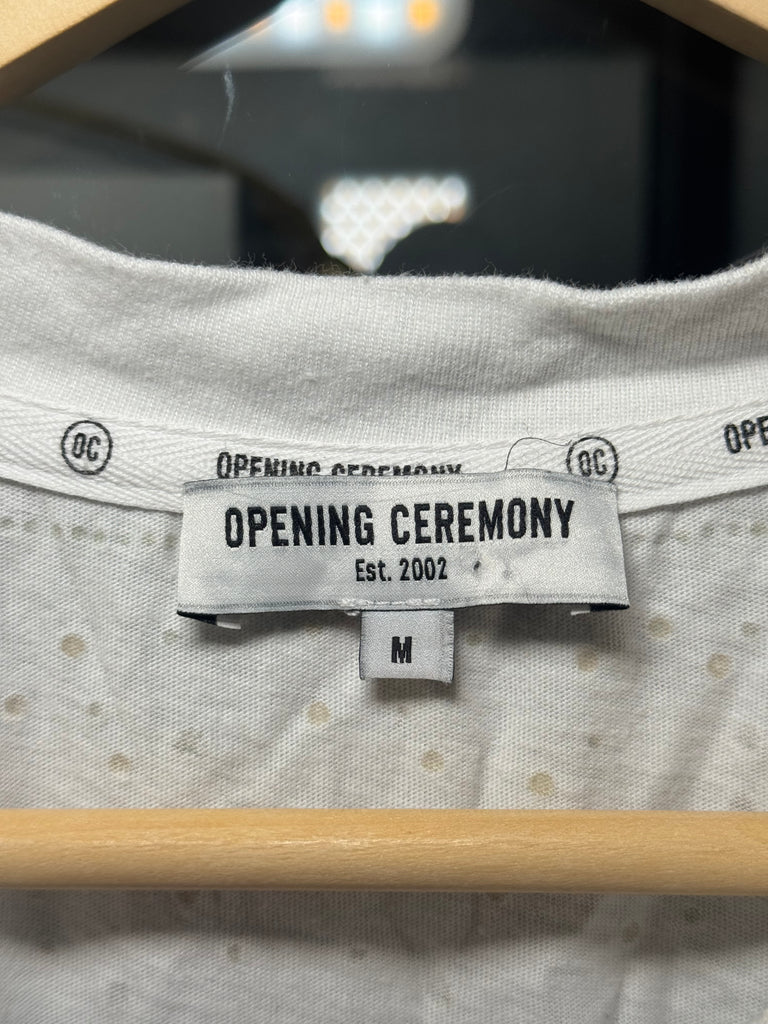 OC OPENING CEREMONY OC OPE
OPENING CEREMONY
Est. 2002
M